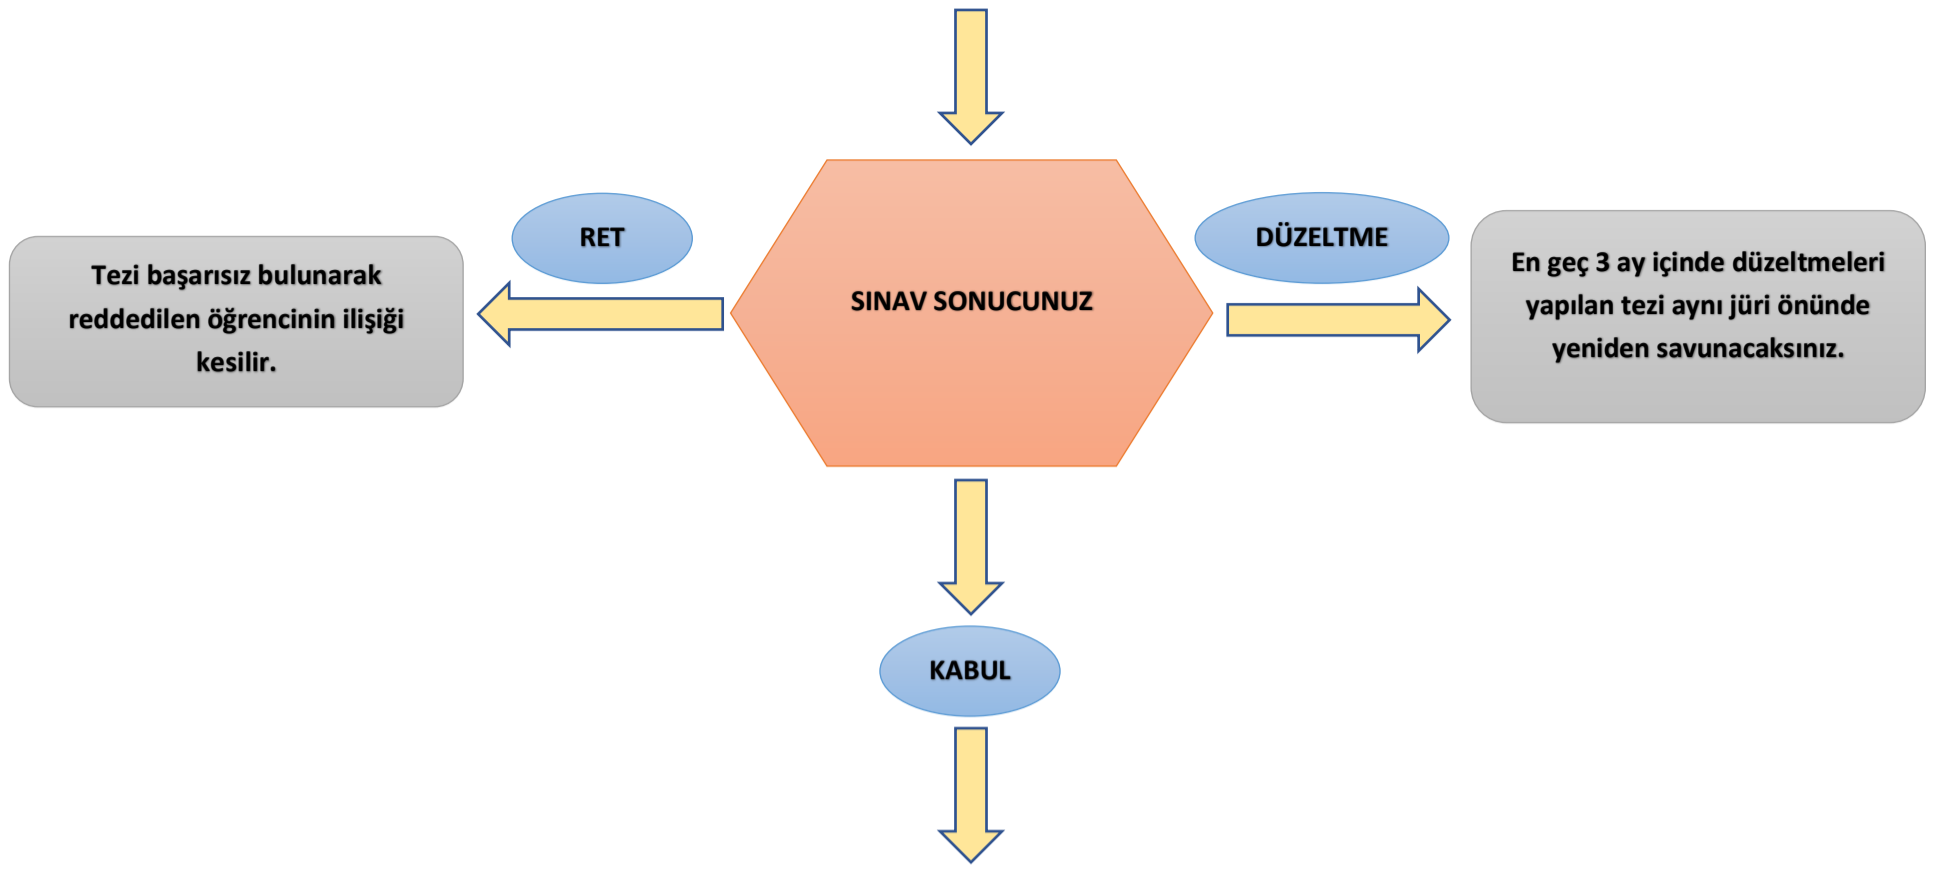 RET
Tezi başarısız bulunarak
reddedilen öğrencinin ilişiği
kesilir.
SINAV SONUCUNUZ
DÜZELTME
En geç 3 ay içinde düzeltmeleri
yapılan tezi aynı jüri önünde
yeniden savunacaksınız.
KABUL